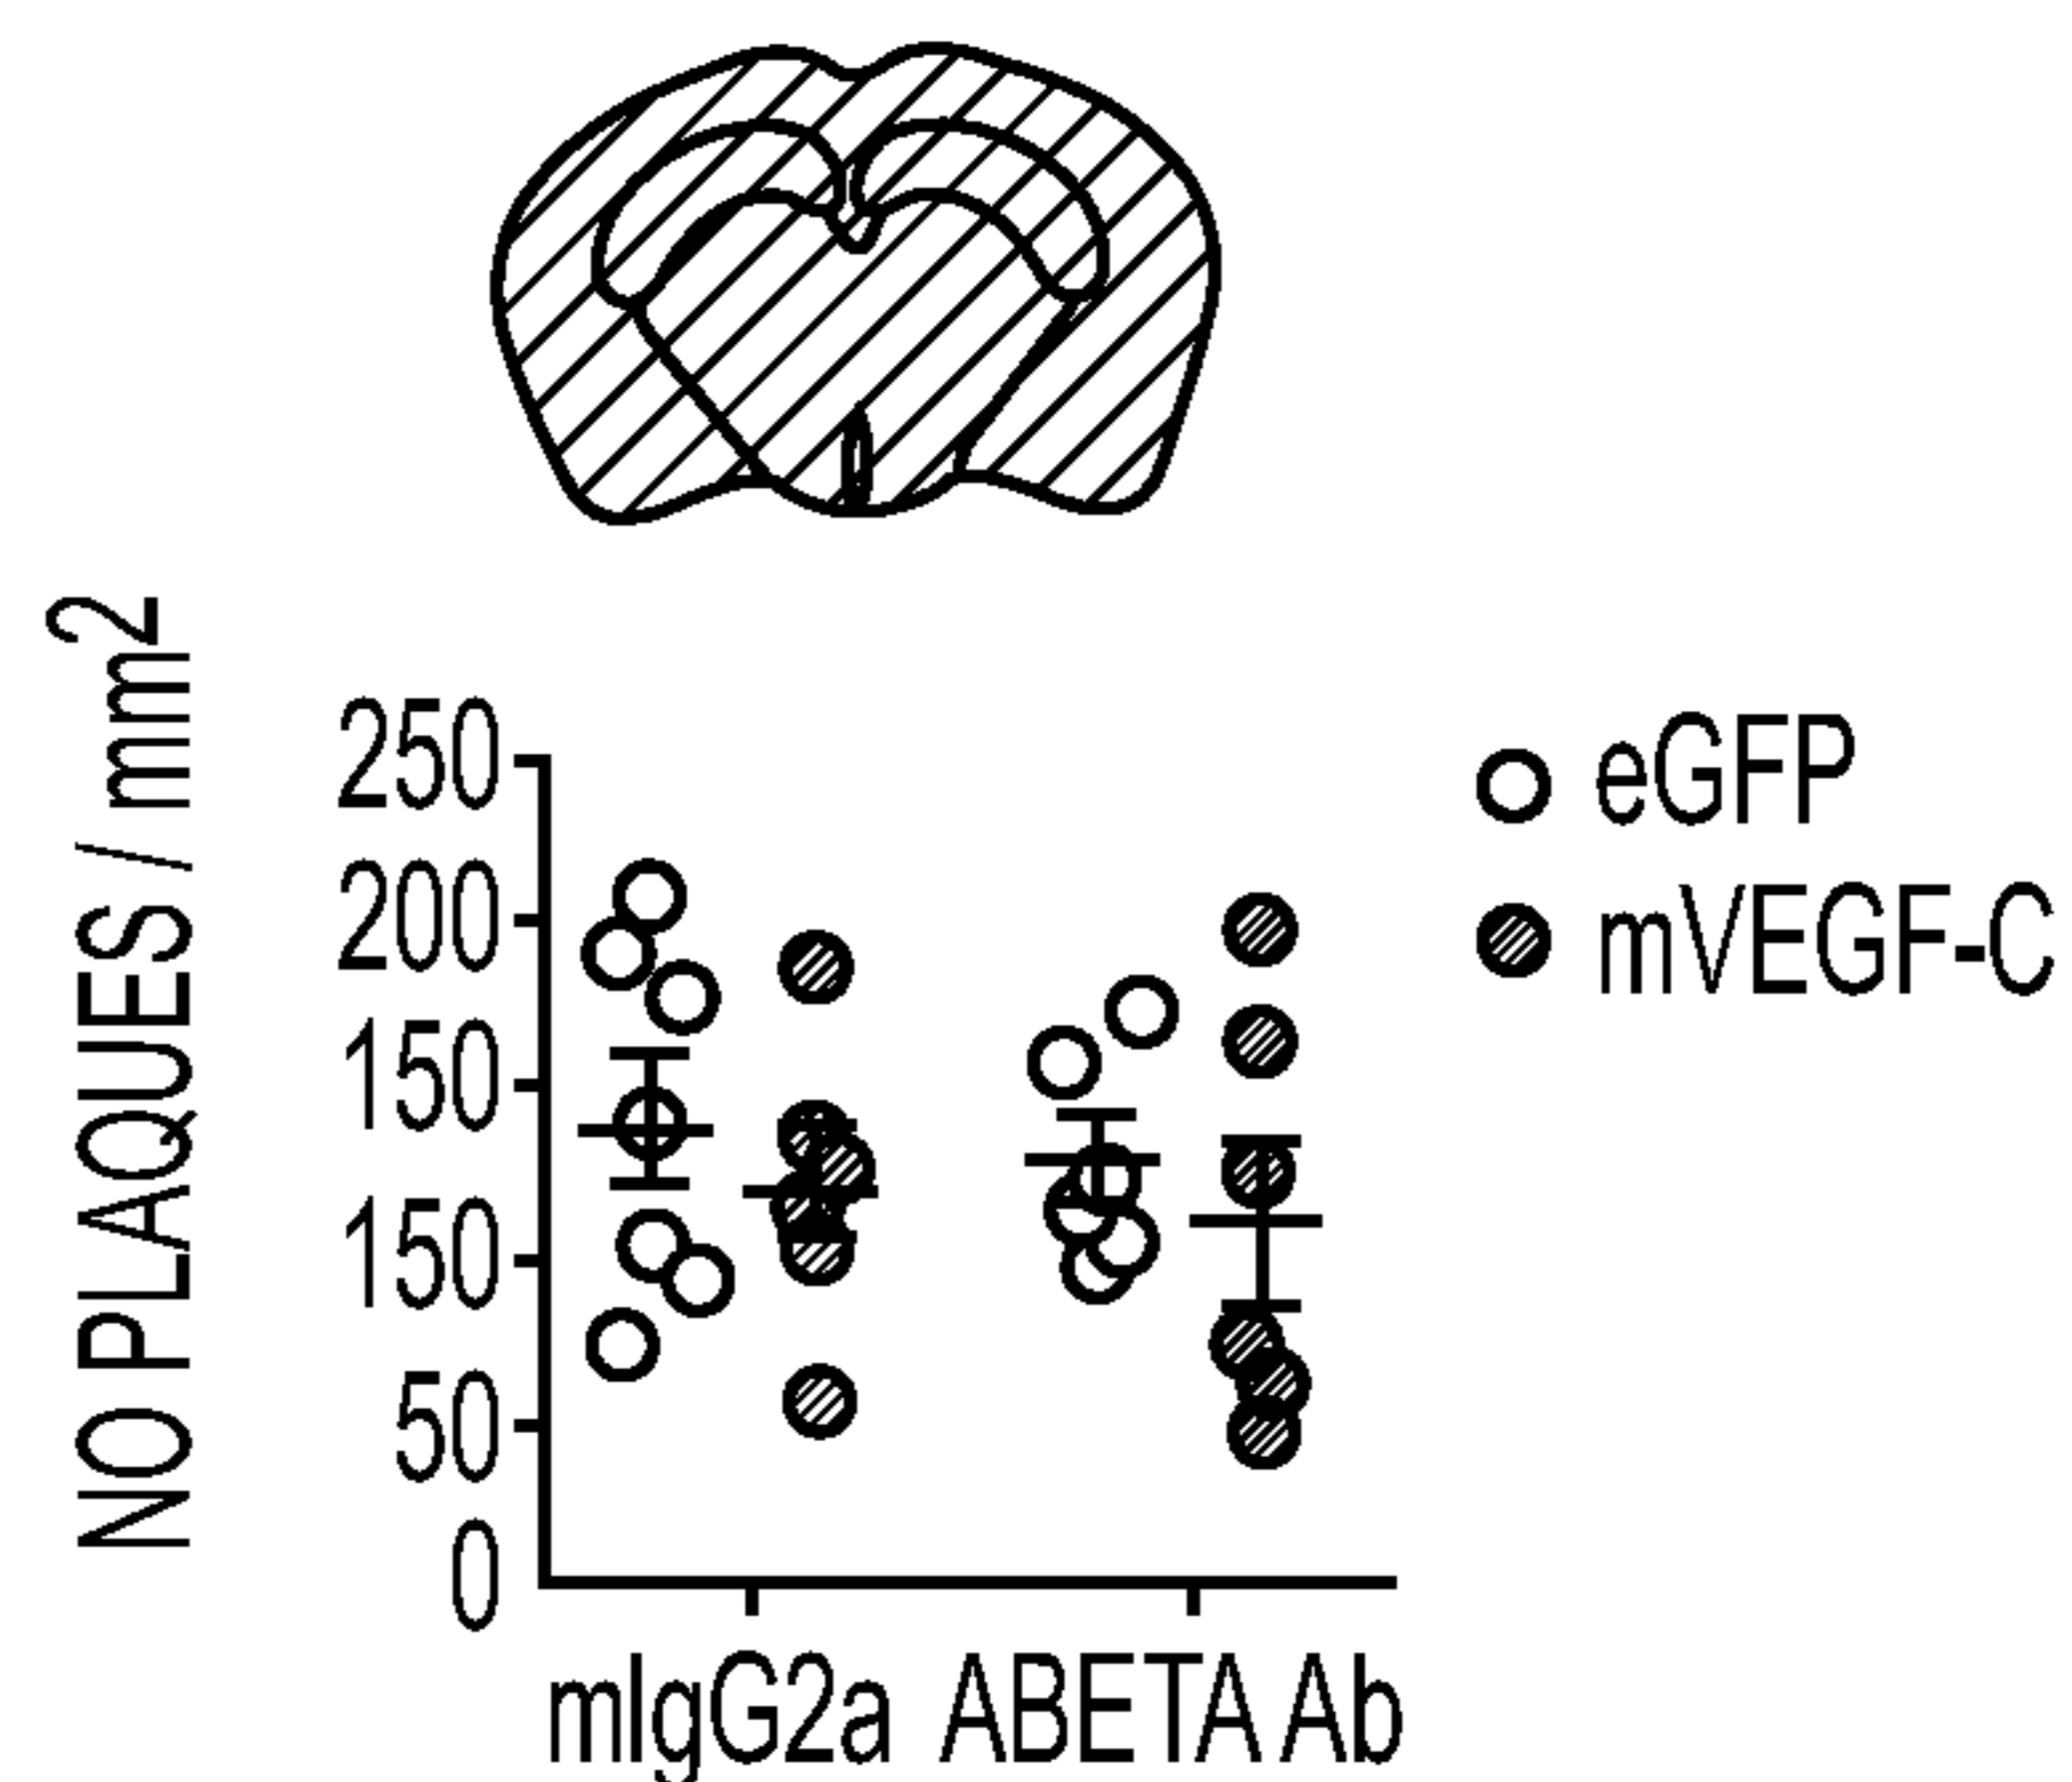 NO PLAQUES / mm2
250
200
150
150
50
0
mIgG2a
ABETA Ab
eGFP
mVEGF-C